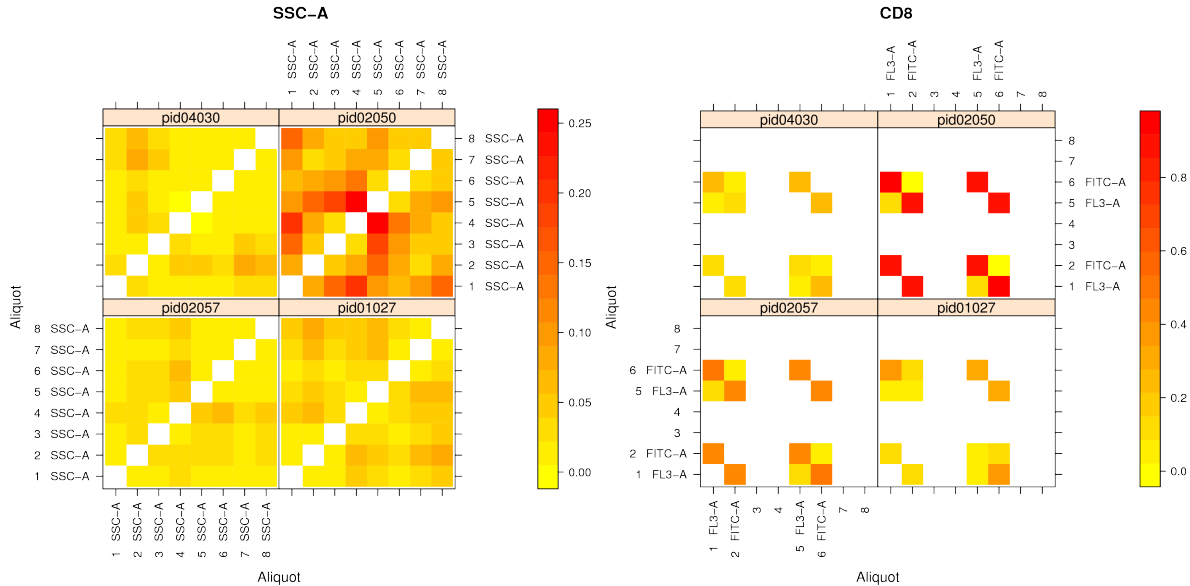 SSC−A
1 SSC−A
2 SSC−A
3 SSC−A
4 SSC−A
5 SSC−A
6 SSC−A
7 SSC−A
8 SSC−A
pid04030
pid02050
8 SSC−A
7 SSC−A
6 SSC−A
5 SSC−A
4 SSC−A
3 SSC−A
2 SSC−A
1 SSC−A
pid02057
pid01027
8 SSC−A
7 SSC−A
6 SSC−A
5 SSC−A
4 SSC−A
3 SSC−A
2 SSC−A
1 SSC−A
1 SSC−A
2 SSC−A
3 SSC−A
4 SSC−A
5 SSC−A
6 SSC−A
7 SSC−A
8 SSC−A
Aliquot
Aliquot
0.25
0.20
0.15
0.10
0.05
0.00
CD8
1 FL3−A
2 FITC−A
3
4
5 FL3−A
6 FITC−A
7
8
pid04030
pid02050
8
7
6 FITC−A
5 FL3−A
4
3
2 FITC−A
1 FL3−A
pid02057
pid01027
8
7
6 FITC−A
5 FL3−A
4
3
2 FITC−A
1 FL3−A
1 FL3−A
2 FITC−A
3
4
5 FL3−A
6 FITC−A
7
8
Aliquot
Aliquot
0.8
0.6
0.4
0.2
0.0